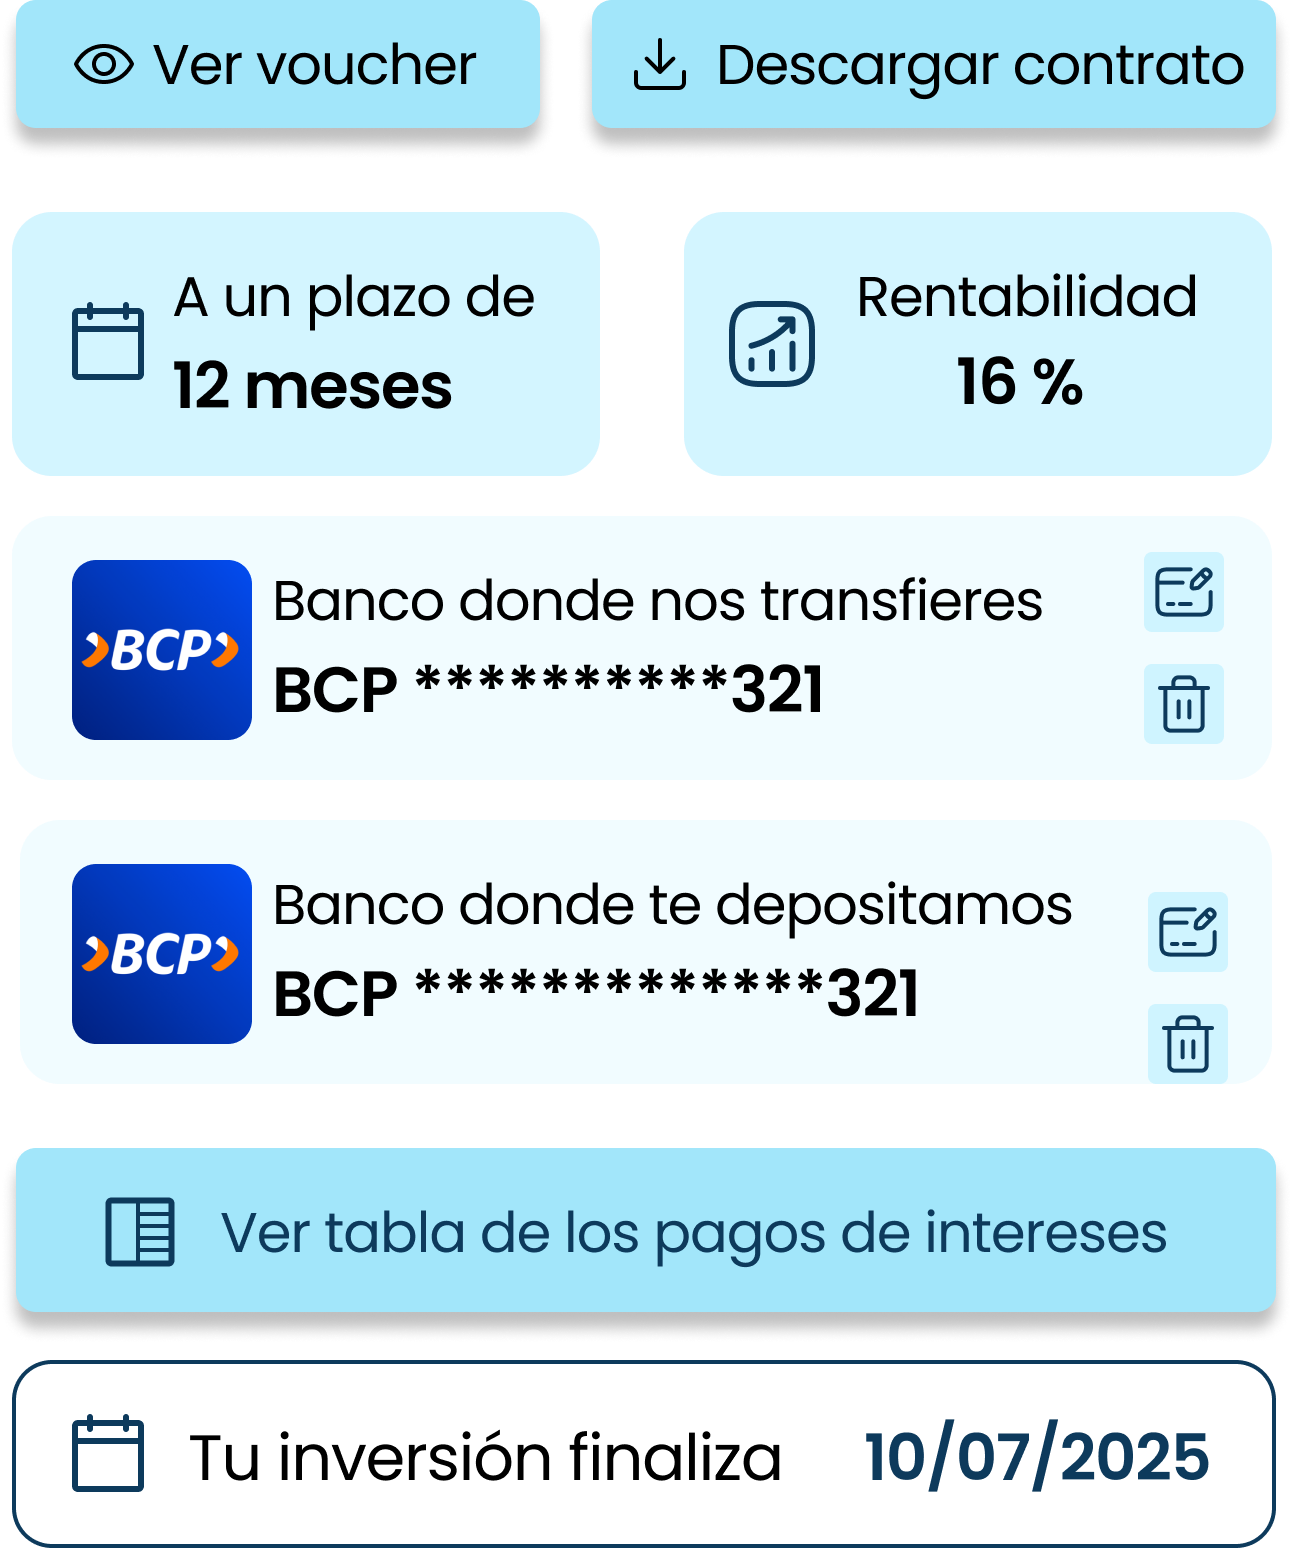 Ver voucher
Descargar contrato
A un plazo de
12 meses
Rentabilidad
16 %
BCP
Banco donde nos transfieres
BCP **********321
BCP
Banco donde te depositamos
BCP *************321
Ver tabla de los pagos de intereses
Tu inversión finaliza 10/07/2025